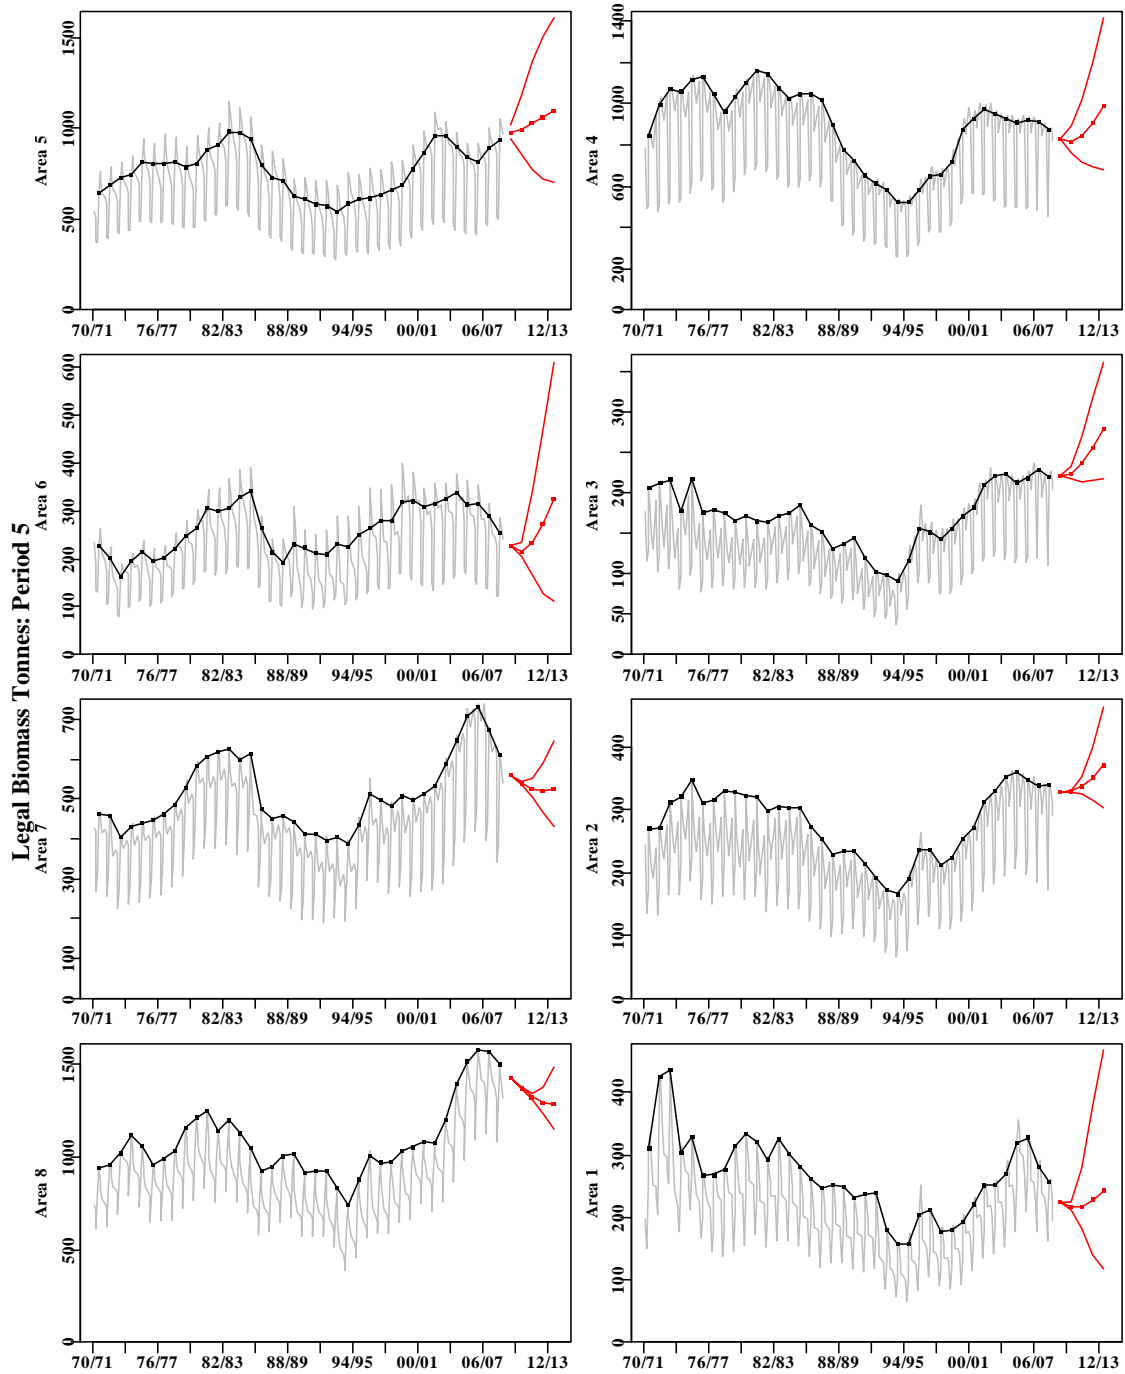 Legal Biomass Tonnes: Period 5
Area 5
0 500 1000 1500
70/71 76/77 82/83 88/89 94/95 00/01 06/07 12/13
Area 4
0 200 600 1000 1400
70/71 76/77 82/83 88/89 94/95 00/01 06/07 12/13
Area 6
0 100 200 300 400 500 600
70/71 76/77 82/83 88/89 94/95 00/01 06/07 12/13
Area 3
0 50 100 200 300
70/71 76/77 82/83 88/89 94/95 00/01 06/07 12/13
Area 7
0 100 300 500 700
70/71 76/77 82/83 88/89 94/95 00/01 06/07 12/13
Area 2
0 100 200 300 400
70/71 76/77 82/83 88/89 94/95 00/01 06/07 12/13
Area 8
0 500 1000 1500
70/71 76/77 82/83 88/89 94/95 00/01 06/07 12/13
Area 1
0 100 200 300 400
70/71 76/77 82/83 88/89 94/95 00/01 06/07 12/13